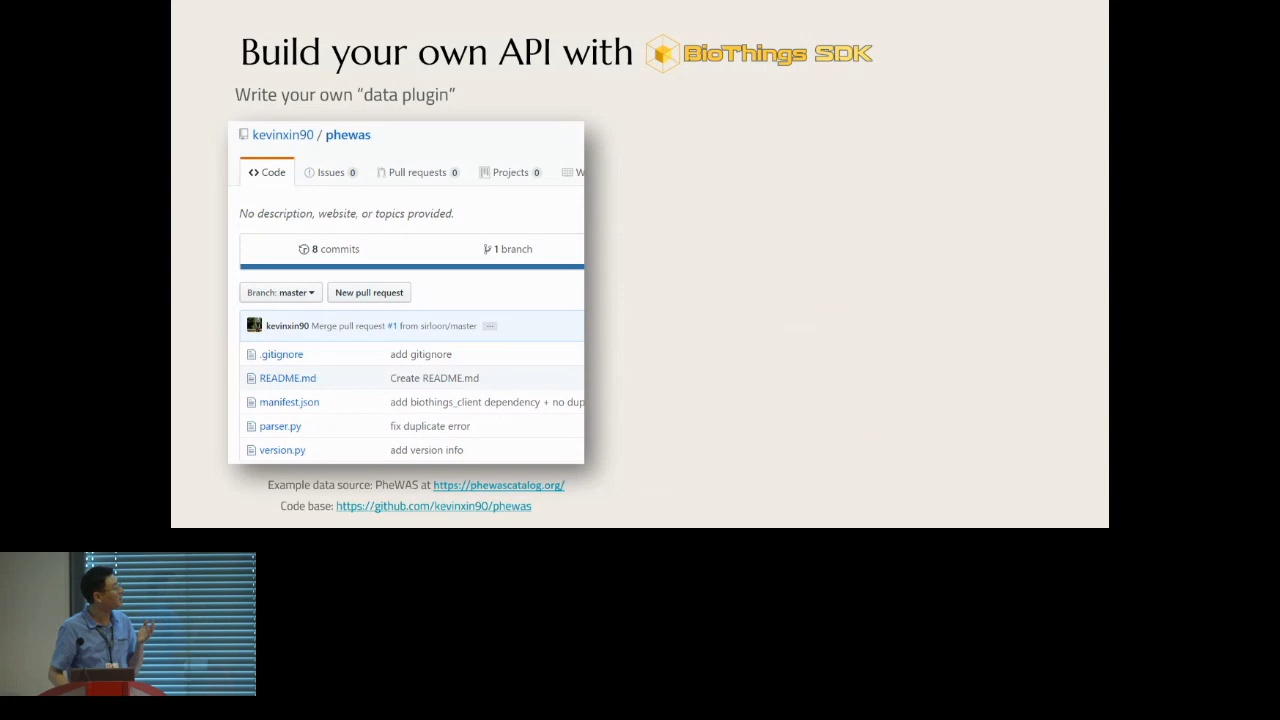 Build your own API with BioThings SDK
Write your own “data plugin”
kevinxin90 / phewas
Code Issues 0 Pull requests 0 Projects 0 W
No description, website, or topics provided.
8 commits 1 branch
Branch: master New pull request
kevinxin90 Merge pull request #1 from sirloon/master ...
.gitignore add gitignore
README.md Create README.md
manifest.json add biothings_client dependency + no dup
parser.py fix duplicate error
version.py add version info
Example data source: PheWAS at https://phewascatalog.org/
Code base: https://github.com/kevinxin90/phewas